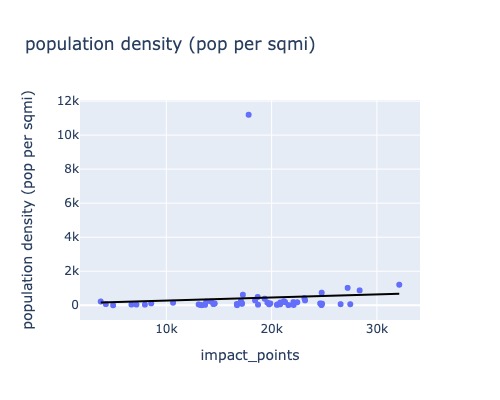 population density (pop per sqmi)
population density (pop per sqmi)
12k
10k
8k
6k
4k
2k
0
10k 20k 30k
impact_points